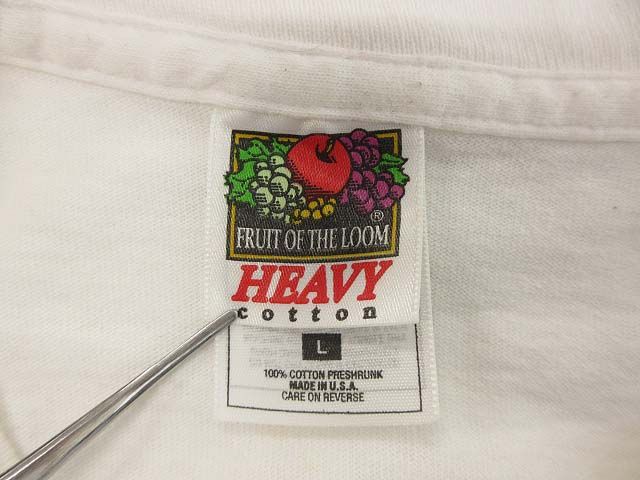 ®
FRUIT OF THE LOOM
HEAVY
cotton
L
100% COTTON PRESHRUNK
MADE IN U.S.A.
CARE ON REVERSE